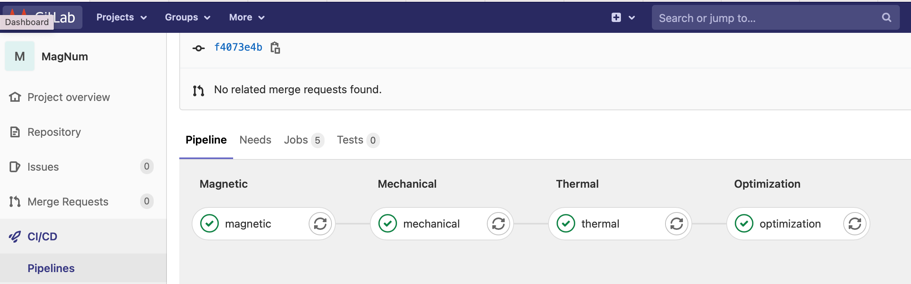 GitLab
Projects
Groups
More
Search or jump to...
Dashboard
M
MagNum
f4073e4b
No related merge requests found.
Project overview
Repository
Issues 0
Merge Requests 0
CI/CD
Pipelines
Pipeline Needs Jobs 5 Tests 0
Magnetic Mechanical Thermal Optimization
magnetic mechanical thermal optimization